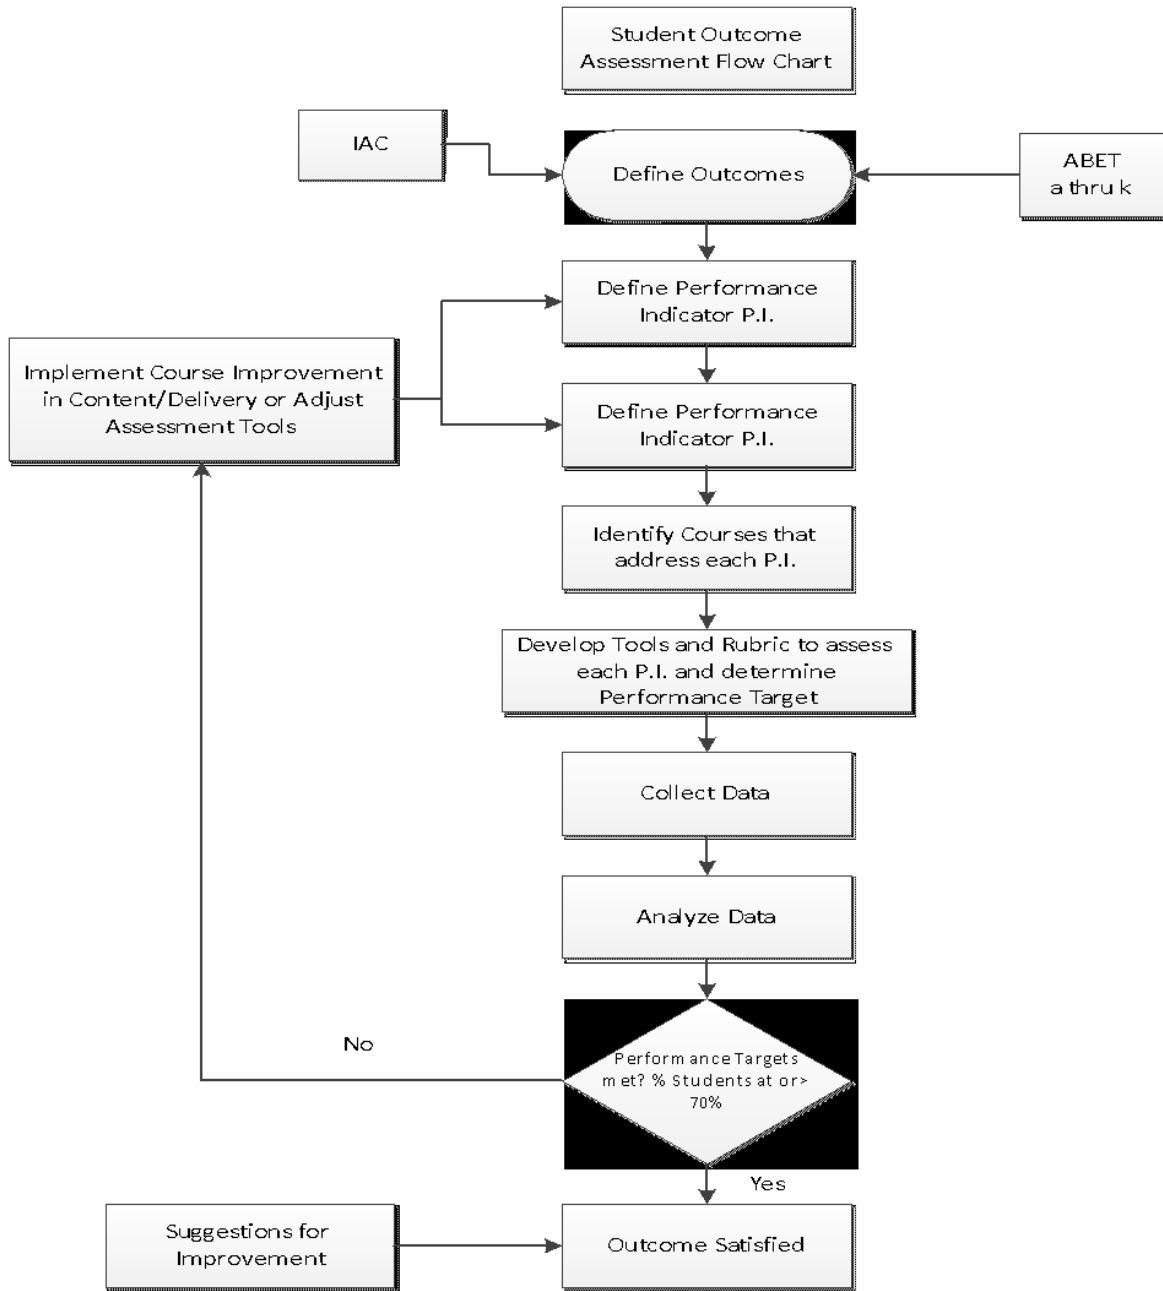 Student Outcome
Assessment Flow Chart
IAC
Define Outcomes
ABET
a thru k
Define Performance
Indicator P.I.
Implement Course Improvement
in Content/Delivery or Adjust
Assessment Tools
Define Performance
Indicator P.I.
Identify Courses that
address each P.I.
Develop Tools and Rubric to assess
each P.I. and determine
Performance Target
Collect Data
Analyze Data
No
Performance Targets
met? % Students at or>
70%
Yes
Suggestions for
Improvement
Outcome Satisfied